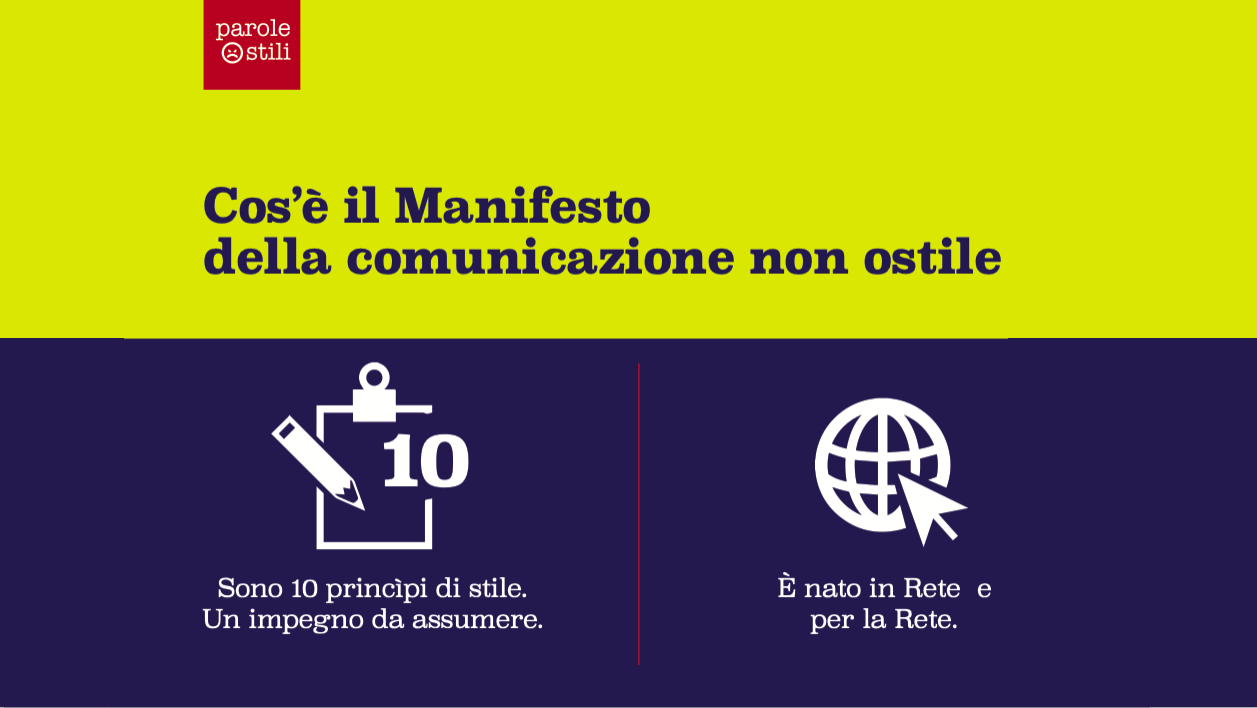 parole
ostili
Cos'è il Manifesto
della comunicazione non ostile
10
Sono 10 princìpi di stile.
Un impegno da assumere.
È nato in Rete e
per la Rete.